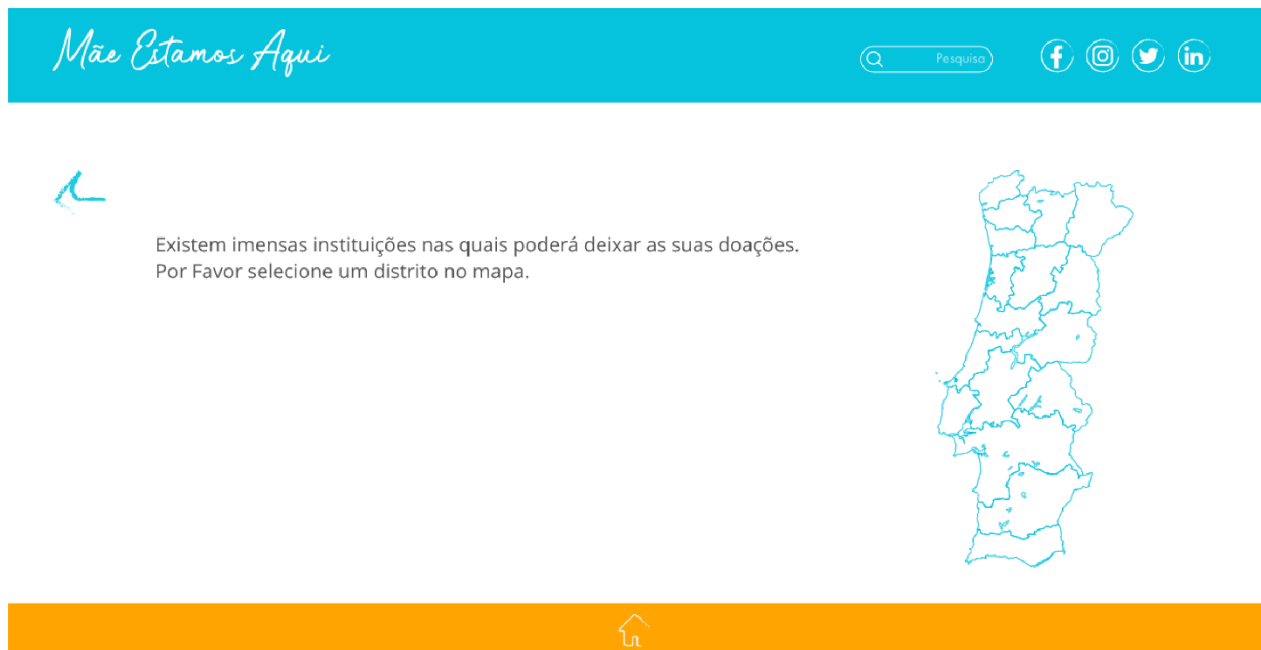 Mãe Estamos Aqui
Pesquisa
Existem imensas instituições nas quais poderá deixar as suas doações.
Por Favor selecione um distrito no mapa.